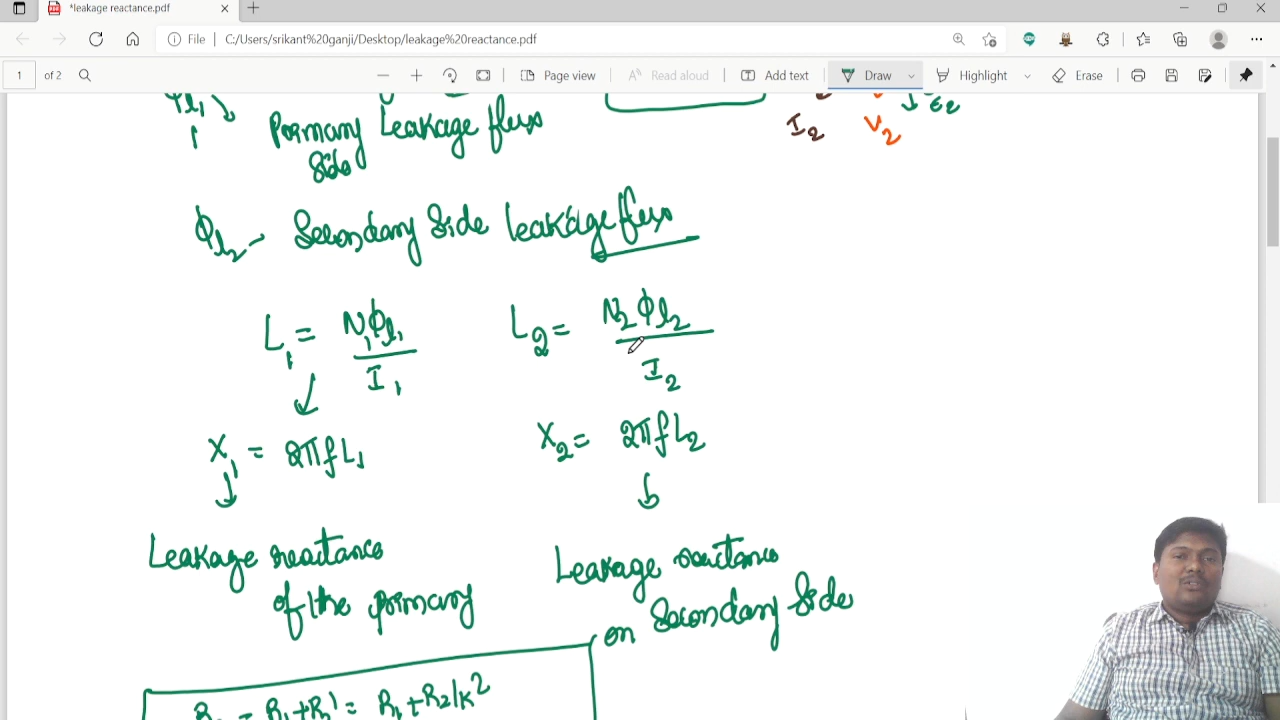 *leakage reactance.pdf
File | C:/Users/srikant%20ganji/Desktop/leakage%20reactance.pdf
1 of 2 Page view Read aloud Add text Draw Highlight Erase
Φl₁ I₂ V₂ E₂
Primary Leakage flux
Side
Φl₂ - Secondary Side leakage flux
L₁ = N₁Φl₁ / I₁ L₂ = N₂Φl₂ / I₂
X₁ = 2πfL₁ X₂ = 2πfL₂
Leakage reactance Leakage reactance
of the primary on Secondary Side
= R₁+R₂' = R₁+R₂/K²